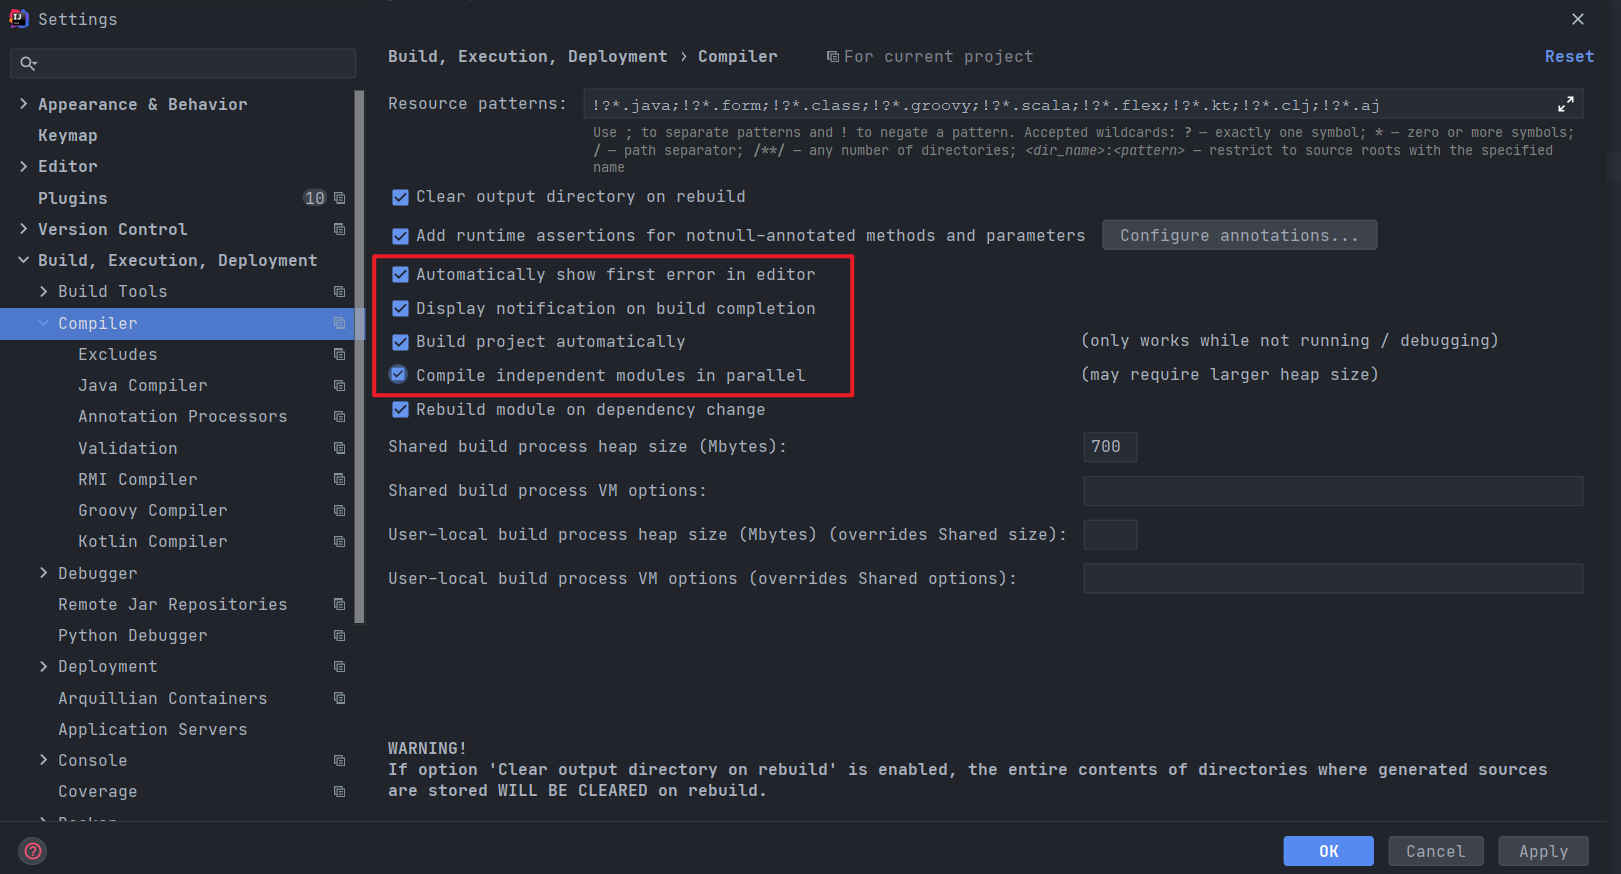 Settings
Build, Execution, Deployment › Compiler
For current project
Reset
Appearance & Behavior
Keymap
Editor
Plugins
10
Version Control
Build, Execution, Deployment
Build Tools
Compiler
Excludes
Java Compiler
Annotation Processors
Validation
RMI Compiler
Groovy Compiler
Kotlin Compiler
Debugger
Remote Jar Repositories
Python Debugger
Deployment
Arquillian Containers
Application Servers
Console
Coverage
Resource patterns:
!?*.java;!?*.form;!?*.class;!?*.groovy;!?*.scala;!?*.flex;!?*.kt;!?*.clj;!?*.aj
Use ; to separate patterns and ! to negate a pattern. Accepted wildcards: ? — exactly one symbol; * — zero or more symbols;
/ — path separator; /**/ — any number of directories; <dir_name>:<pattern> — restrict to source roots with the specified
name
Clear output directory on rebuild
Add runtime assertions for notnull-annotated methods and parameters
Configure annotations...
Automatically show first error in editor
Display notification on build completion
Build project automatically
(only works while not running / debugging)
Compile independent modules in parallel
(may require larger heap size)
Rebuild module on dependency change
Shared build process heap size (Mbytes):
700
Shared build process VM options:
User-local build process heap size (Mbytes) (overrides Shared size):
User-local build process VM options (overrides Shared options):
WARNING!
If option 'Clear output directory on rebuild' is enabled, the entire contents of directories where generated sources
are stored WILL BE CLEARED on rebuild.
?
OK
Cancel
Apply